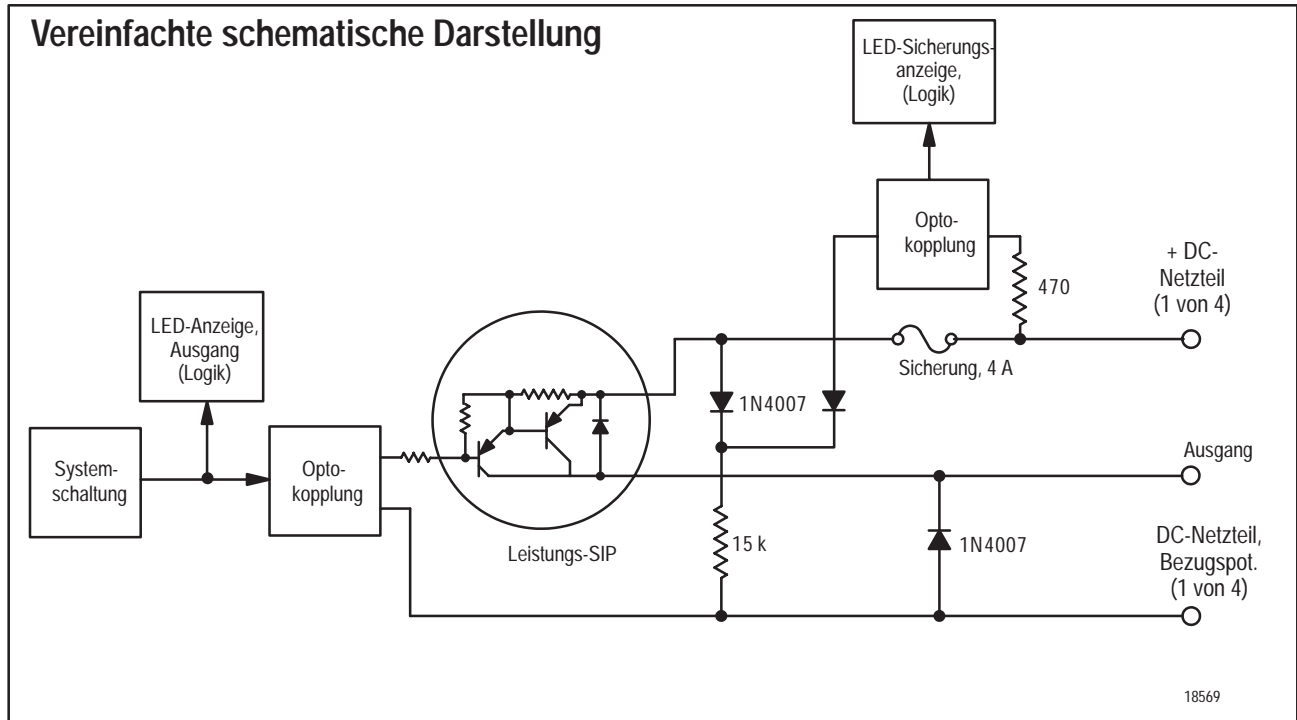 Vereinfachte schematische Darstellung
LED-Sicherungs-
anzeige,
(Logik)
Opto-
kopplung
470
+ DC-
Netzteil
(1 von 4)
LED-Anzeige,
Ausgang
(Logik)
Sicherung, 4 A
1N4007
System-
schaltung
Opto-
kopplung
Leistungs-SIP
Ausgang
15 k
1N4007
DC-Netzteil,
Bezugspot.
(1 von 4)
18569